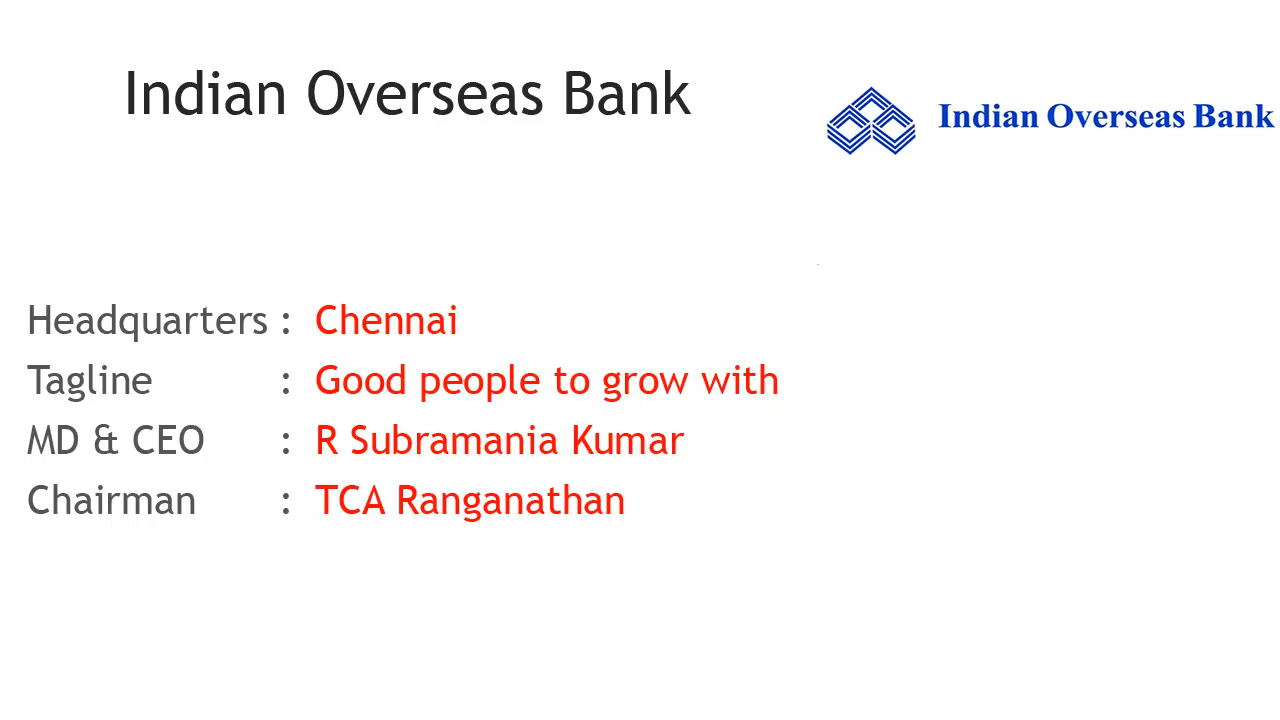 Indian Overseas Bank
Indian Overseas Bank
Headquarters : Chennai
Tagline : Good people to grow with
MD & CEO : R Subramania Kumar
Chairman : TCA Ranganathan